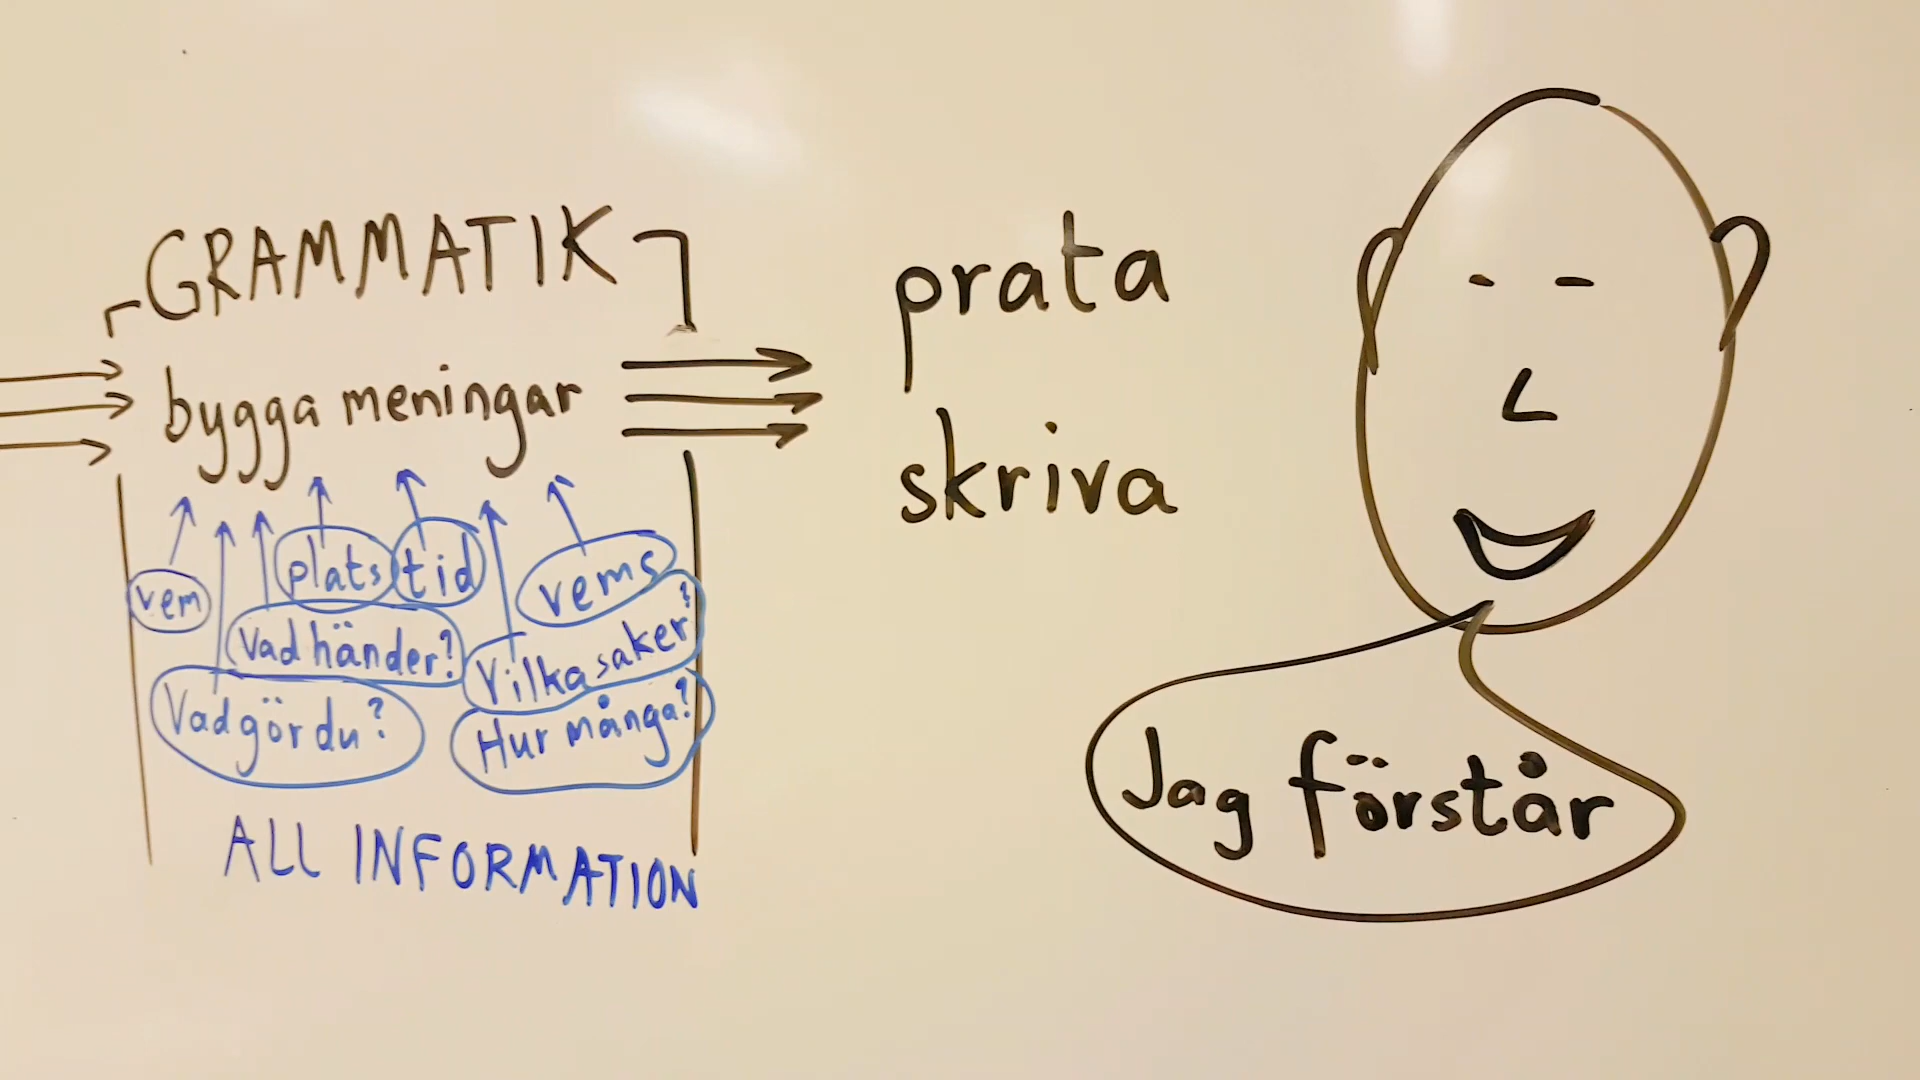 GRAMMATIK
bygga meningar
vem
plats
tid
vems
Vad händer?
Vilka saker?
Vad gör du?
Hur många?
ALL INFORMATION
prata
skriva
Jag förstår